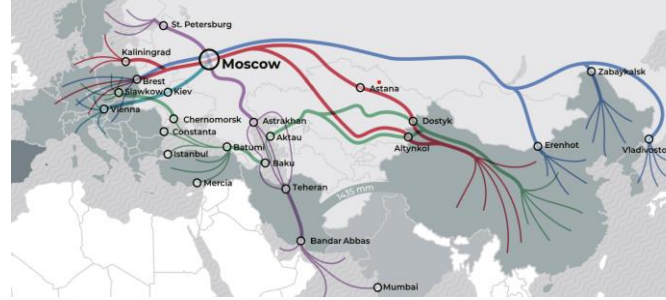 St. Petersburg
Kaliningrad
Moscow
Brest
Zabaykalsk
Slawkow
Kiev
Astana
Vienna
Chernomorsk
Astrakhan
Dostyk
Constanta
Aktau
Altynkol
Erenhot
Vladivosto
Istanbul
Batumi
Baku
Mercia
Teheran
1435 mm
Bandar Abbas
Mumbai